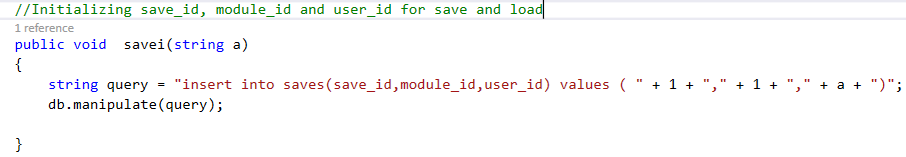 //Initializing save_id, module_id and user_id for save and load
1 reference
public void  savei(string a)
{
    string query = "insert into saves(save_id,module_id,user_id) values ( " + 1 + "," + 1 + "," + a + ")";
    db.manipulate(query);
}